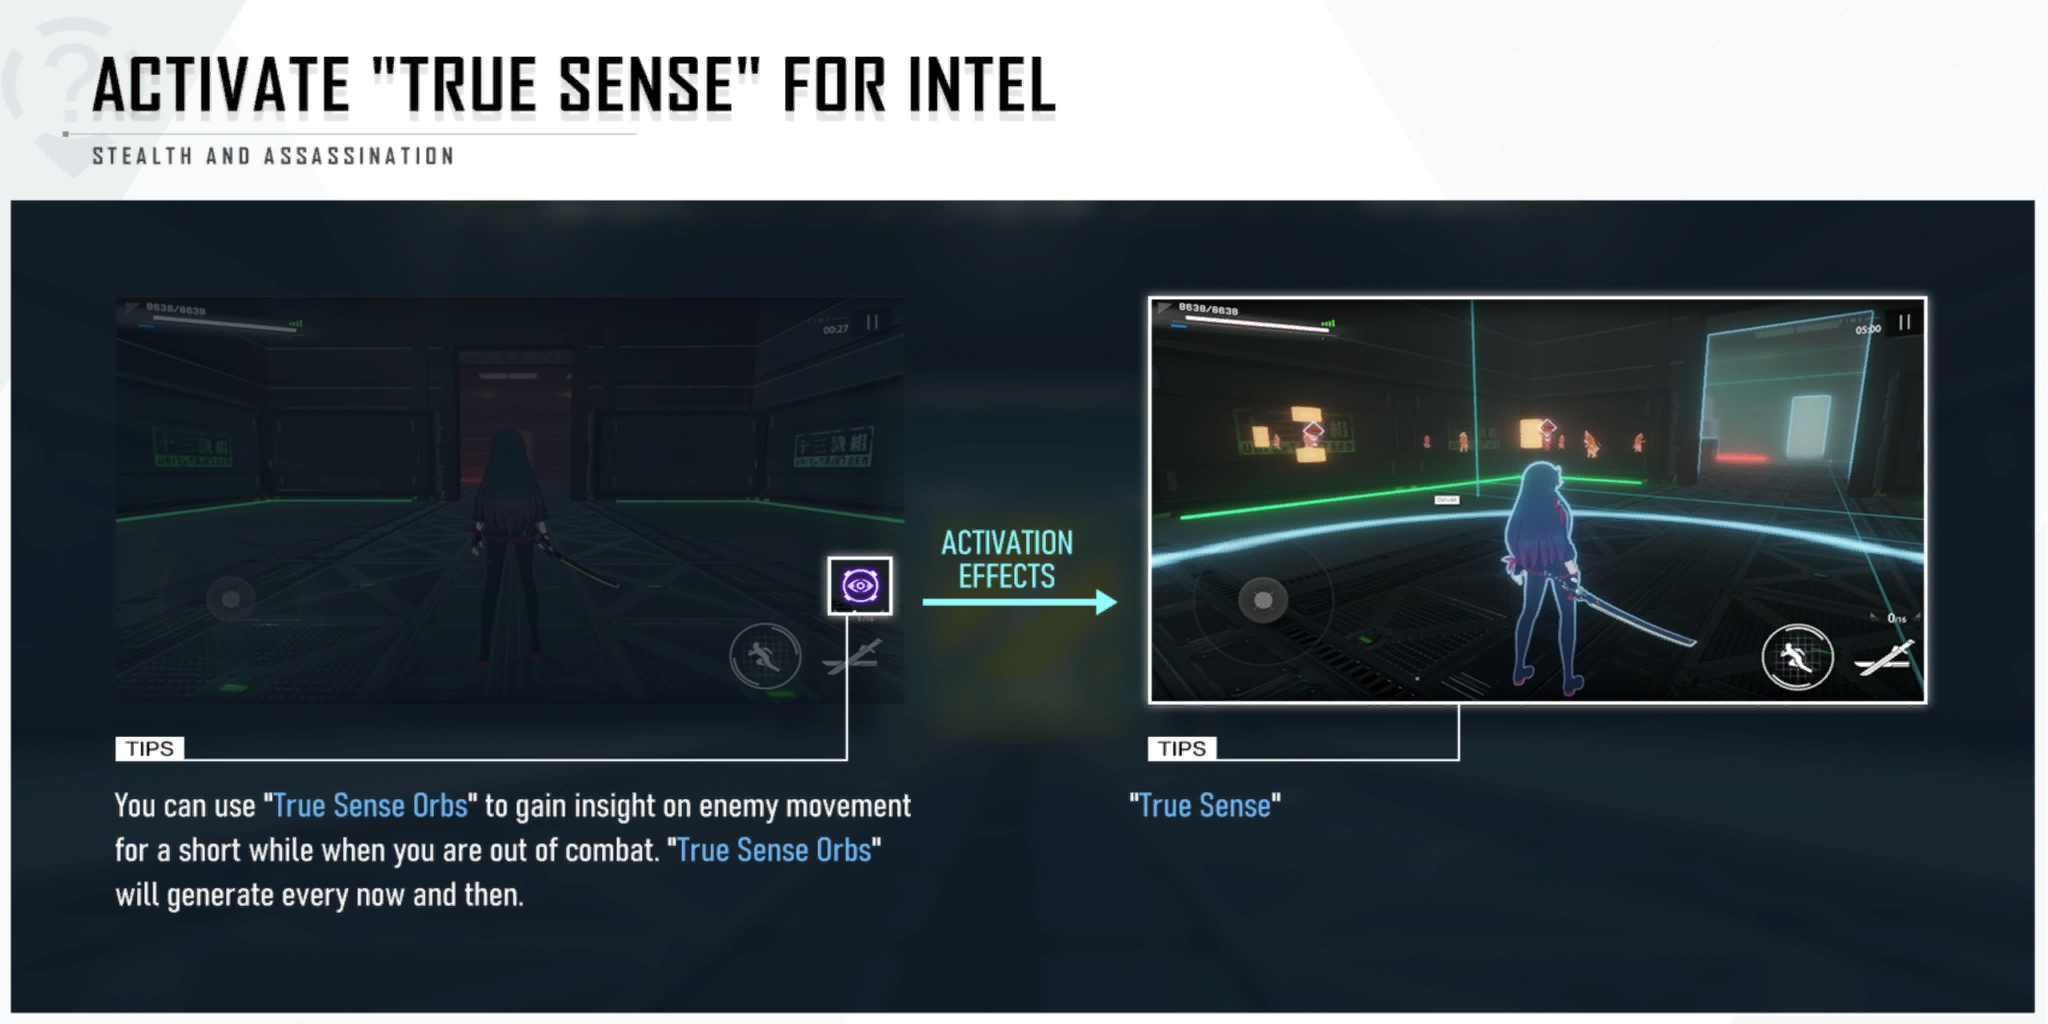 ACTIVATE "TRUE SENSE" FOR INTEL
STEALTH AND ASSASSINATION
8638/8638
00:27
8638/8638
05:00
ACTIVATION
EFFECTS
0/16
TIPS
You can use "True Sense Orbs" to gain insight on enemy movement
for a short while when you are out of combat. "True Sense Orbs"
will generate every now and then.
TIPS
"True Sense"